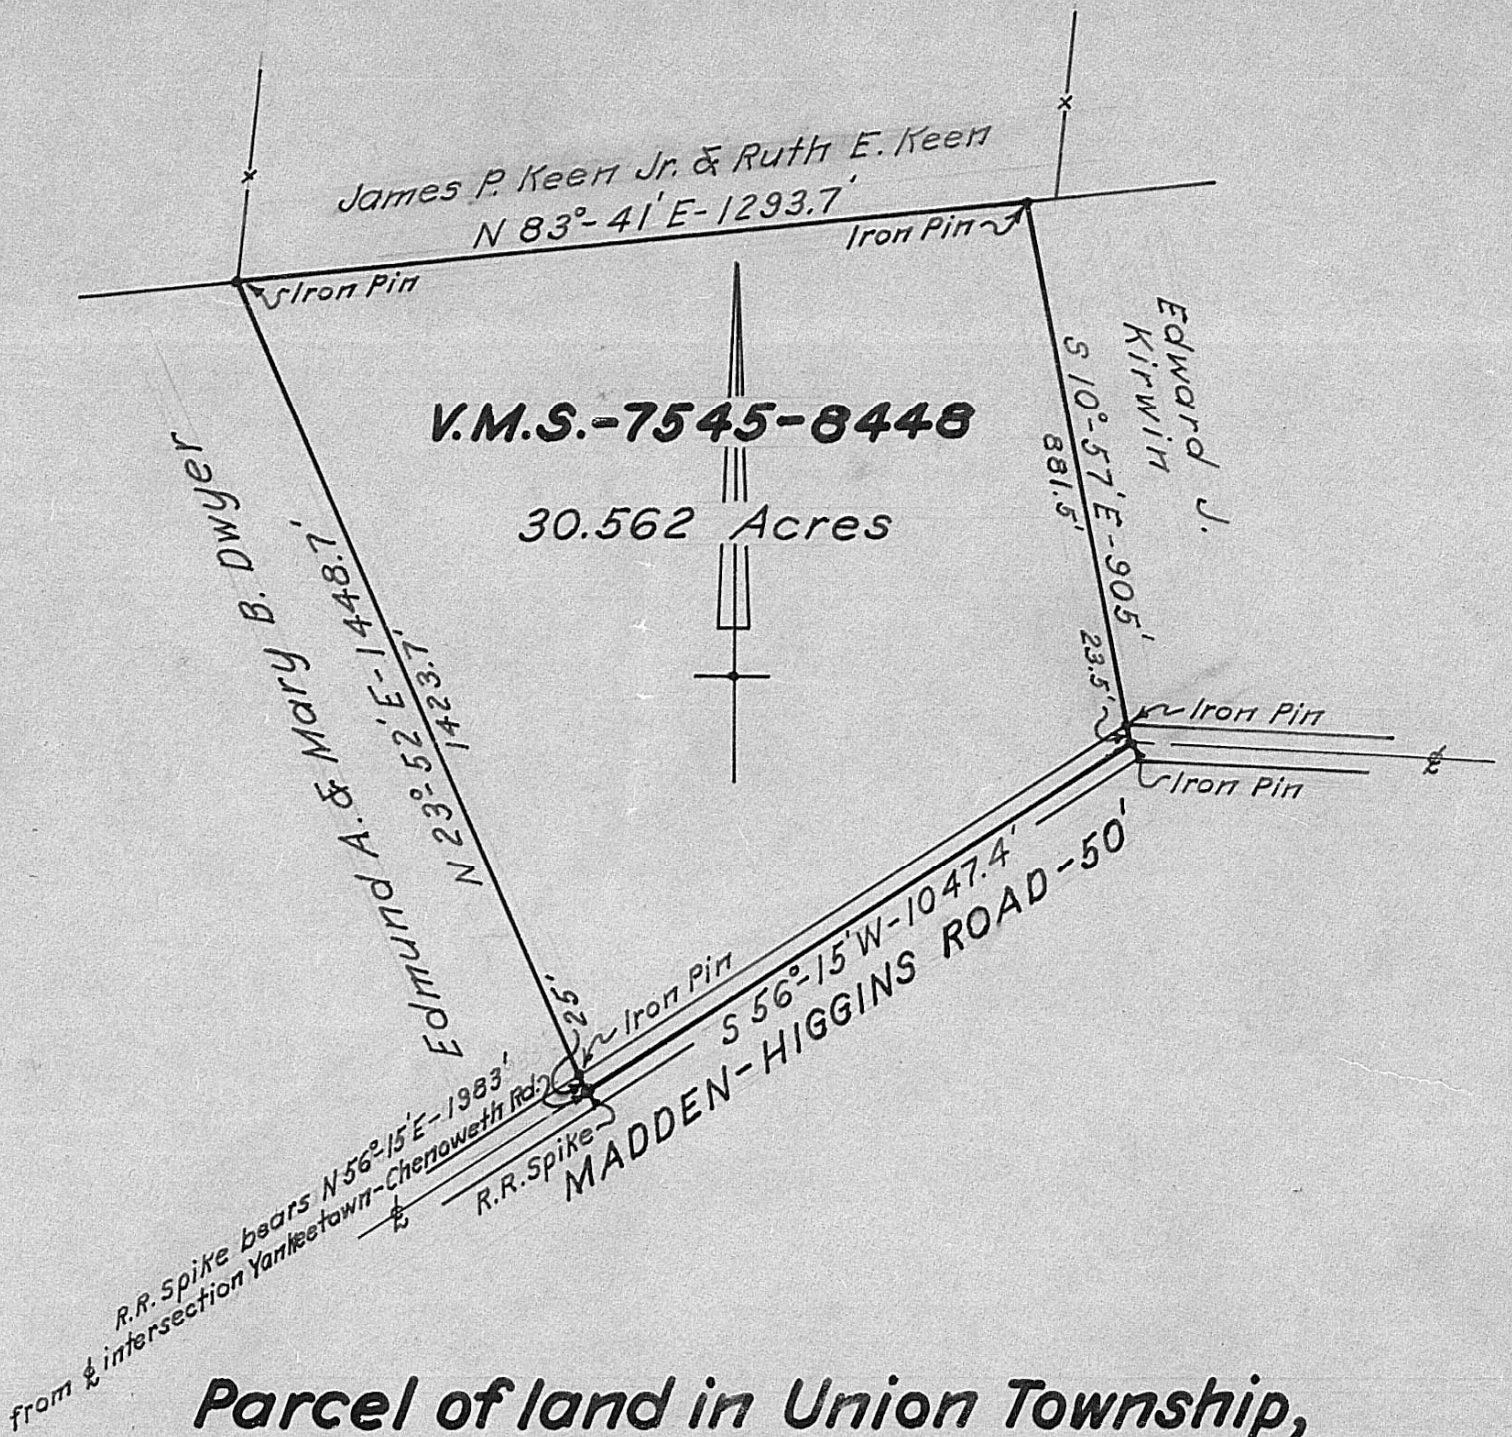 James P. Keen Jr. & Ruth E. Keen
N 83°-41' E-1293.7'
Iron Pin
Iron Pin
Edward J.
Kirwin
S 10°-57' E-905'
881.5'
23.5'
V.M.S.-7545-8448
30.562 Acres
Edmund A. & Mary B. Dwyer
N 23°-52' E-1448.7'
1423.7'
25'
Iron Pin
Iron Pin
℄
Iron Pin
S 56°-15' W-1047.4'
MADDEN-HIGGINS ROAD-50'
R.R. Spike
℄
R.R. Spike bears N 56°-15' E-1983'
from ℄ intersection Yankeetown-Chenoweth Rd.
Parcel of land in Union Township,